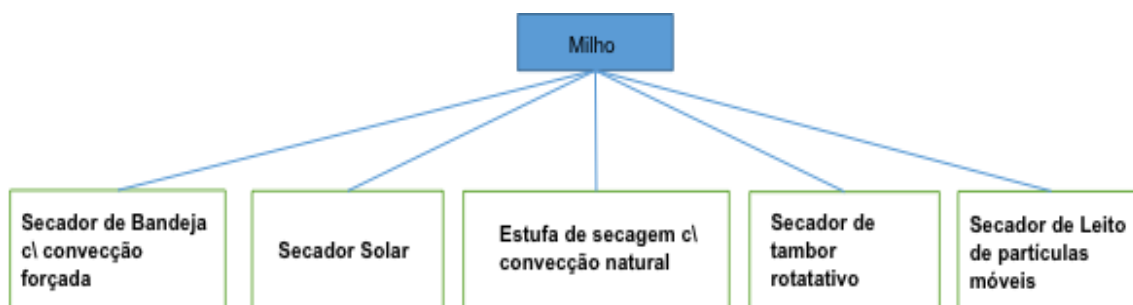 Milho
Secador de Bandeja
c\ convecção
forçada
Secador Solar
Estufa de secagem c\
convecção natural
Secador de
tambor
rotatativo
Secador de Leito
de partículas
móveis